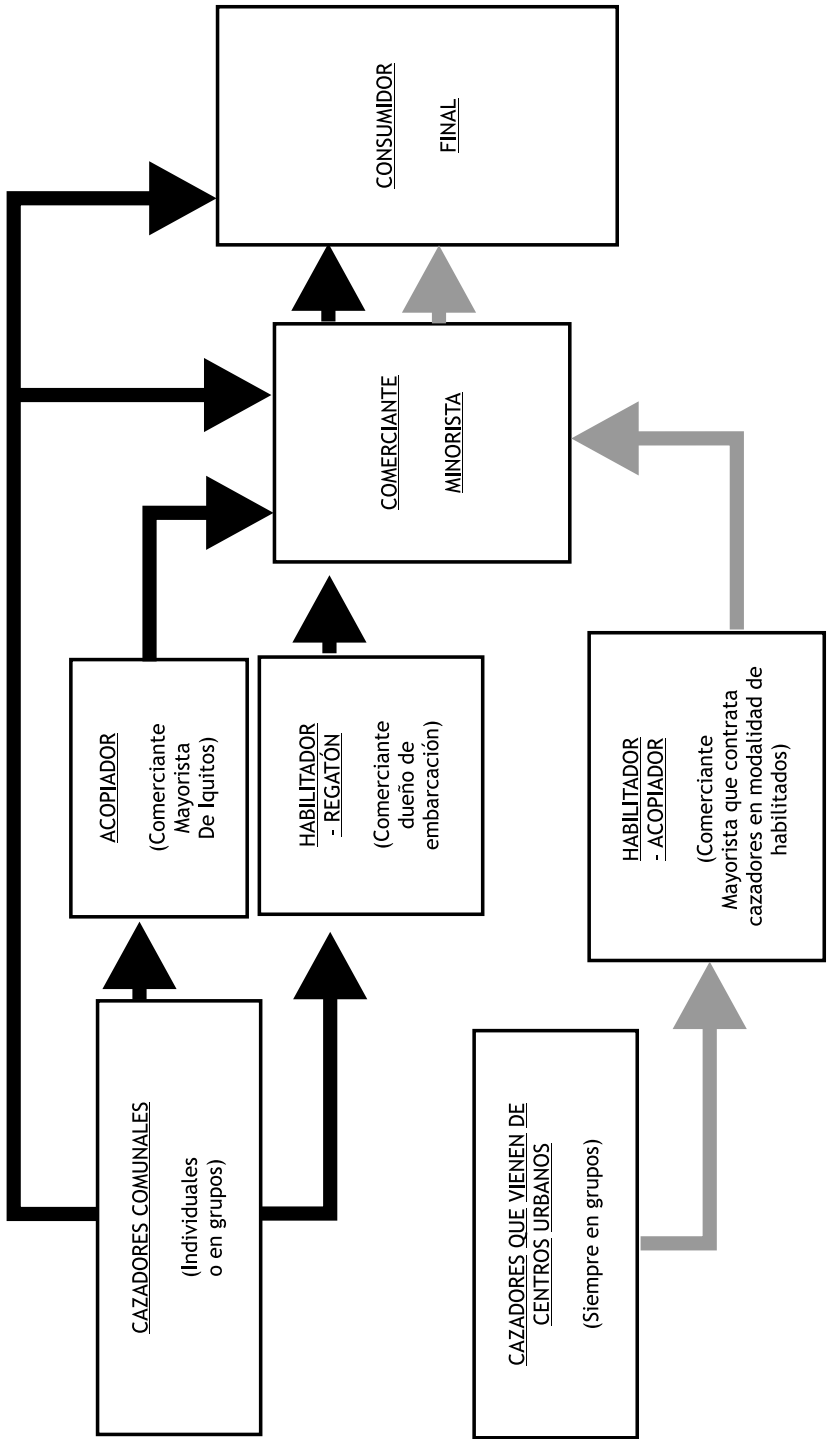 CAZADORES COMUNALES
(Individuales
o en grupos)
ACOPIADOR
(Comerciante
Mayorista
De Iquitos)
HABILITADOR
- REGATÓN
(Comerciante
dueño de
embarcación)
COMERCIANTE
MINORISTA
CONSUMIDOR
FINAL
CAZADORES QUE VIENEN DE
CENTROS URBANOS
(Siempre en grupos)
HABILITADOR
- ACOPIADOR
(Comerciante
Mayorista que contrata
cazadores en modalidad de
habilitados)